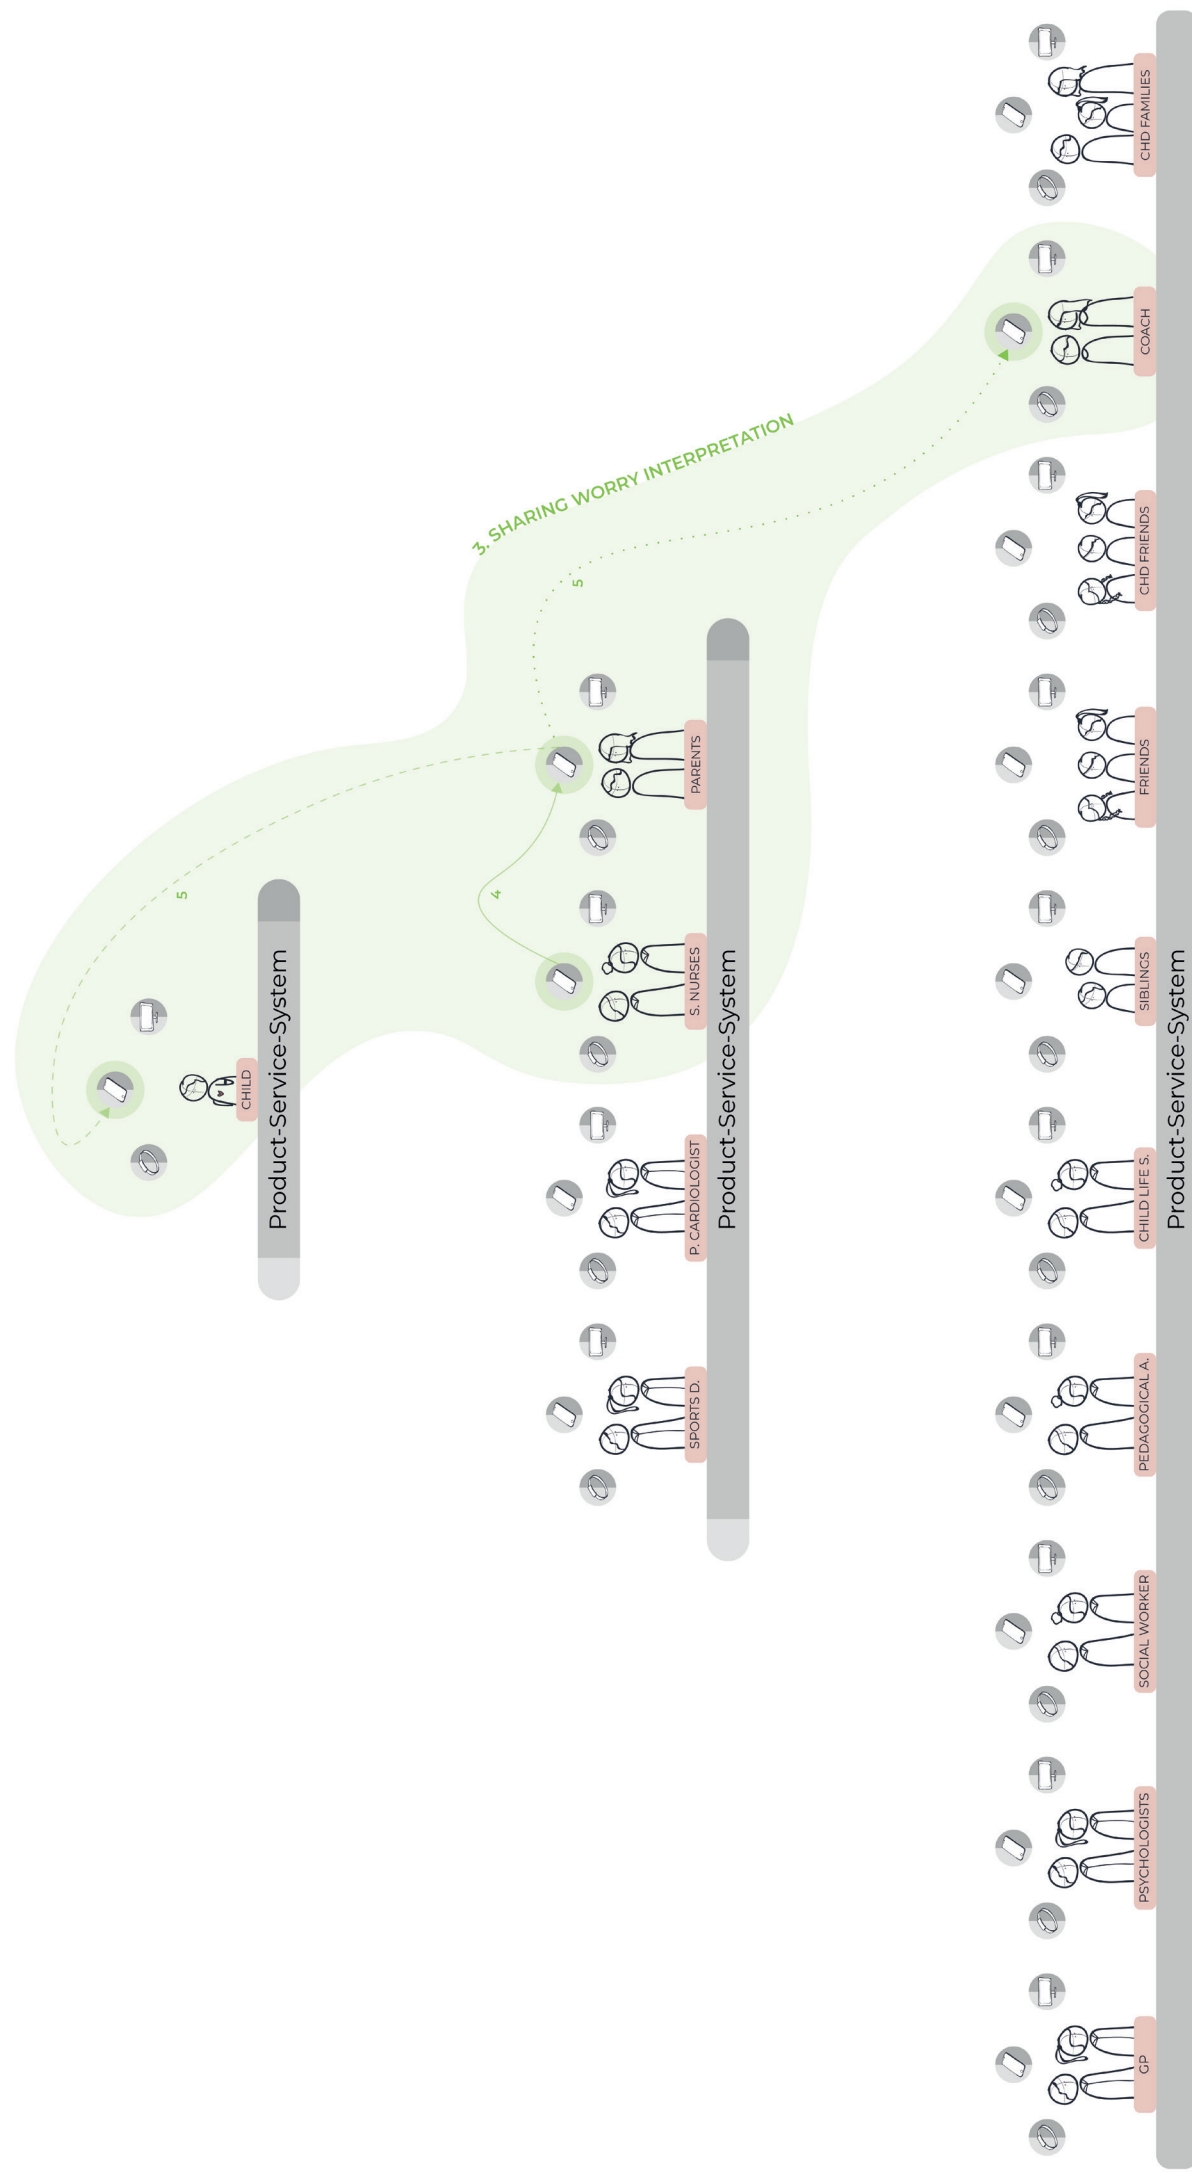 5
CHILD
Product-Service-System
3. SHARING WORRY INTERPRETATION
4
5
SPORTS D.
P. CARDIOLOGIST
S. NURSES
PARENTS
Product-Service-System
GP
PSYCHOLOGISTS
SOCIAL WORKER
PEDAGOGICAL A.
CHILD LIFE S.
SIBLINGS
FRIENDS
CHD FRIENDS
COACH
CHD FAMILIES
Product-Service-System